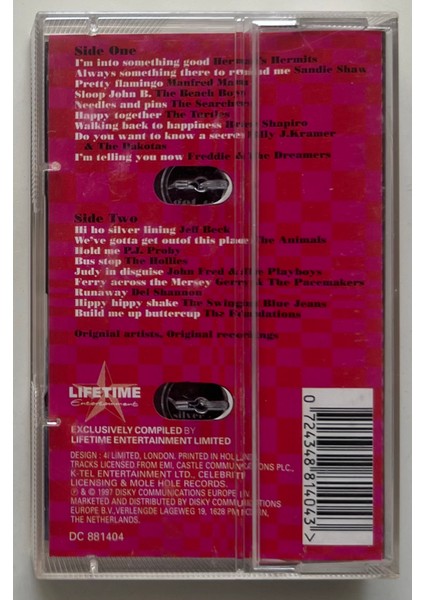 Side One
I'm into something good Herman's Hermits
Always something there to remind me Sandie Shaw
Pretty flamingo Manfred Mann
Sloop John B. The Beach Boys
Needles and pins The Searchers
Happy together The Turtles
Walking back to happiness Helen Shapiro
Do you want to know a secret Billy J.Kramer
& The Dakotas
I'm telling you now Freddie & The Dreamers
Side Two
Hi ho silver lining Jeff Beck
We've gotta get outof this place The Animals
Hold me P.J. Proby
Bus stop The Hollies
Judy in disguise John Fred & The Playboys
Ferry across the Mersey Gerry & The Pacemakers
Runaway Del Shannon
Hippy hippy shake The Swinging Blue Jeans
Build me up buttercup The Foundations
Orignial artists, Original recordings
LIFETIME
Entertainment
silver
EXCLUSIVELY COMPILED BY
LIFETIME ENTERTAINMENT LIMITED
DESIGN : 4i LIMITED, LONDON. PRINTED IN HOLLAND
TRACKS LICENSED FROM EMI, CASTLE COMMUNICATIONS PLC.,
K-TEL ENTERTAINMENT LTD., CELEBRITY
LICENSING & MOLE HOLE RECORDS.
℗ & © 1997 DISKY COMMUNICATIONS EUROPE B.V.
MARKETED AND DISTRIBUTED BY DISKY COMMUNICATIONS
EUROPE B.V., VERLENGDE LAGEWEG 19, 1628 PM HOORN,
THE NETHERLANDS.
DC 881404
0 724348 814043 >